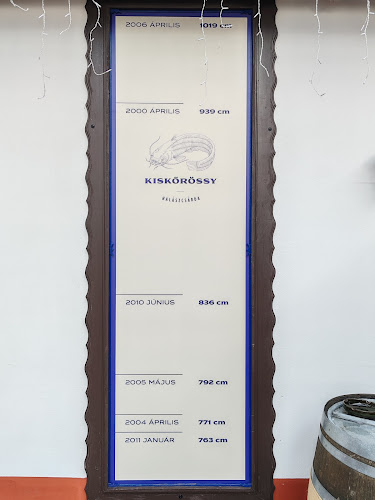 2006 ÁPRILIS 1019 cm
2000 ÁPRILIS 939 cm
KISKŐRÖSSY
HALÁSZCSÁRDA
2010 JÚNIUS 836 cm
2005 MÁJUS 792 cm
2004 ÁPRILIS 771 cm
2011 JANUÁR 763 cm